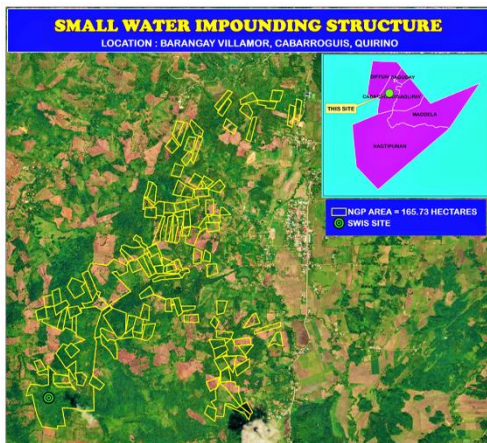 SMALL WATER IMPOUNDING STRUCTURE
LOCATION : BARANGAY VILLAMOR, CABARROGUIS, QUIRINO
DIFFUN
THIS SITE
MADDELA
NAGTIPUNAN
NGP AREA = 165.73 HECTARES
SWIS SITE